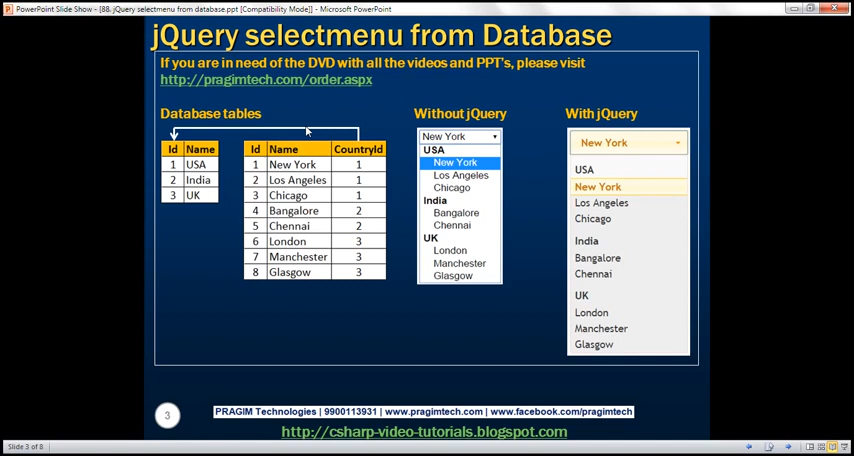 PowerPoint Slide Show - [88. jQuery selectmenu from database.ppt [Compatibility Mode]] - Microsoft PowerPoint
jQuery selectmenu from Database
If you are in need of the DVD with all the videos and PPT's, please visit
http://pragimtech.com/order.aspx
Database tables
Id Name
1 USA
2 India
3 UK
Id Name CountryId
1 New York 1
2 Los Angeles 1
3 Chicago 1
4 Bangalore 2
5 Chennai 2
6 London 3
7 Manchester 3
8 Glasgow 3
Without jQuery
New York
USA
New York
Los Angeles
Chicago
India
Bangalore
Chennai
UK
London
Manchester
Glasgow
With jQuery
New York
USA
New York
Los Angeles
Chicago
India
Bangalore
Chennai
UK
London
Manchester
Glasgow
3
PRAGIM Technologies | 9900113931 | www.pragimtech.com | www.facebook.com/pragimtech
http://csharp-video-tutorials.blogspot.com
Slide 3 of 8